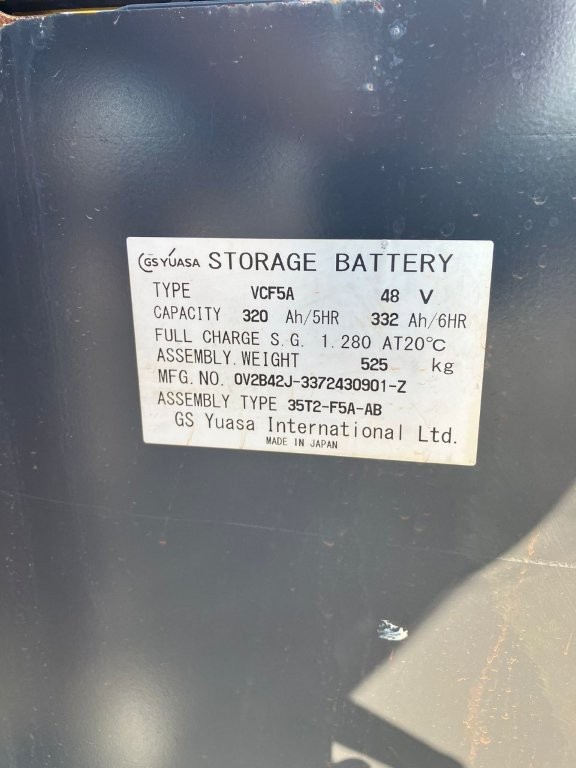 GS YUASA STORAGE BATTERY
TYPE VCF5A 48 V
CAPACITY 320 Ah/5HR 332 Ah/6HR
FULL CHARGE S.G. 1.280 AT20℃
ASSEMBLY.WEIGHT 525 kg
MFG.NO. 0V2B42J-3372430901-Z
ASSEMBLY TYPE 35T2-F5A-AB
GS Yuasa International Ltd.
MADE IN JAPAN